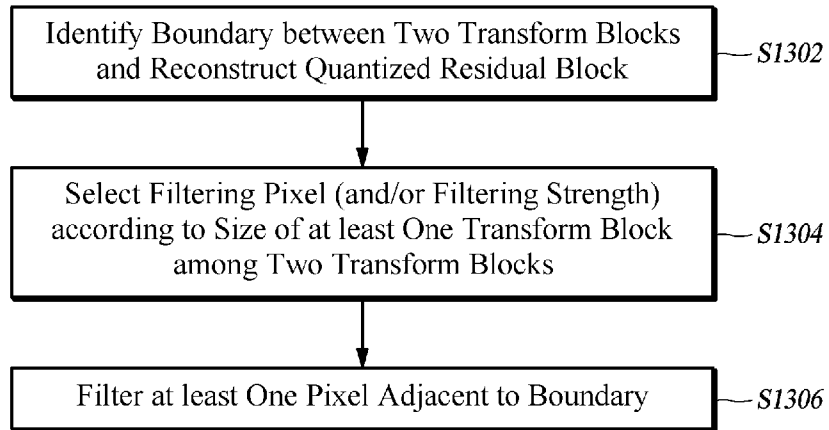 Identify Boundary between Two Transform Blocks
and Reconstruct Quantized Residual Block
S1302
Select Filtering Pixel (and/or Filtering Strength)
according to Size of at least One Transform Block
among Two Transform Blocks
S1304
Filter at least One Pixel Adjacent to Boundary
S1306